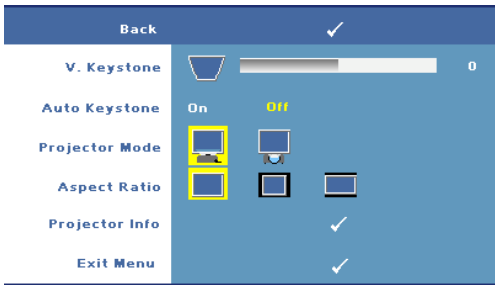 Back
V. Keystone 0
Auto Keystone On Off
Projector Mode
Aspect Ratio
Projector Info
Exit Menu